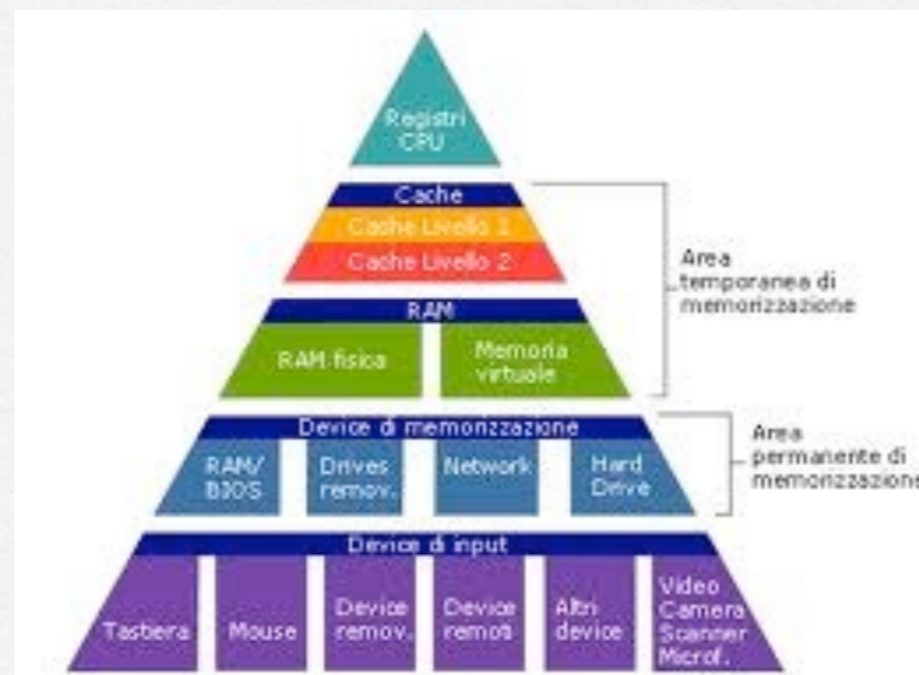 Registri
CPU
Cache
Cache Livello 1
Cache Livello 2
RAM
RAM fisica
Memoria
virtuale
Area
temporanea di
memorizzazione
Device di memorizzazione
RAM/
BIOS
Drives
remov.
Network
Hard
Drive
Area
permanente di
memorizzazione
Device di input
Tastiera
Mouse
Device
remov.
Device
remoti
Altri
device
Video
Camera
Scanner
Microf.